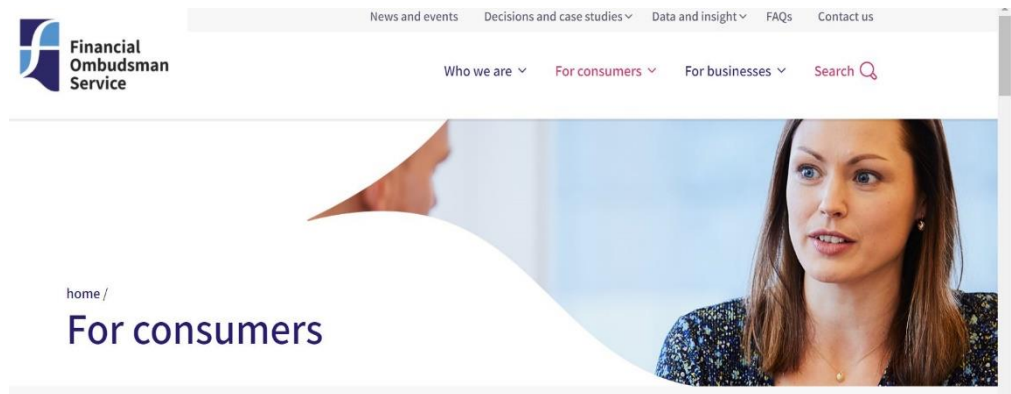 News and events Decisions and case studies Data and insight FAQs Contact us
Financial
Ombudsman
Service
Who we are For consumers For businesses Search
home /
For consumers